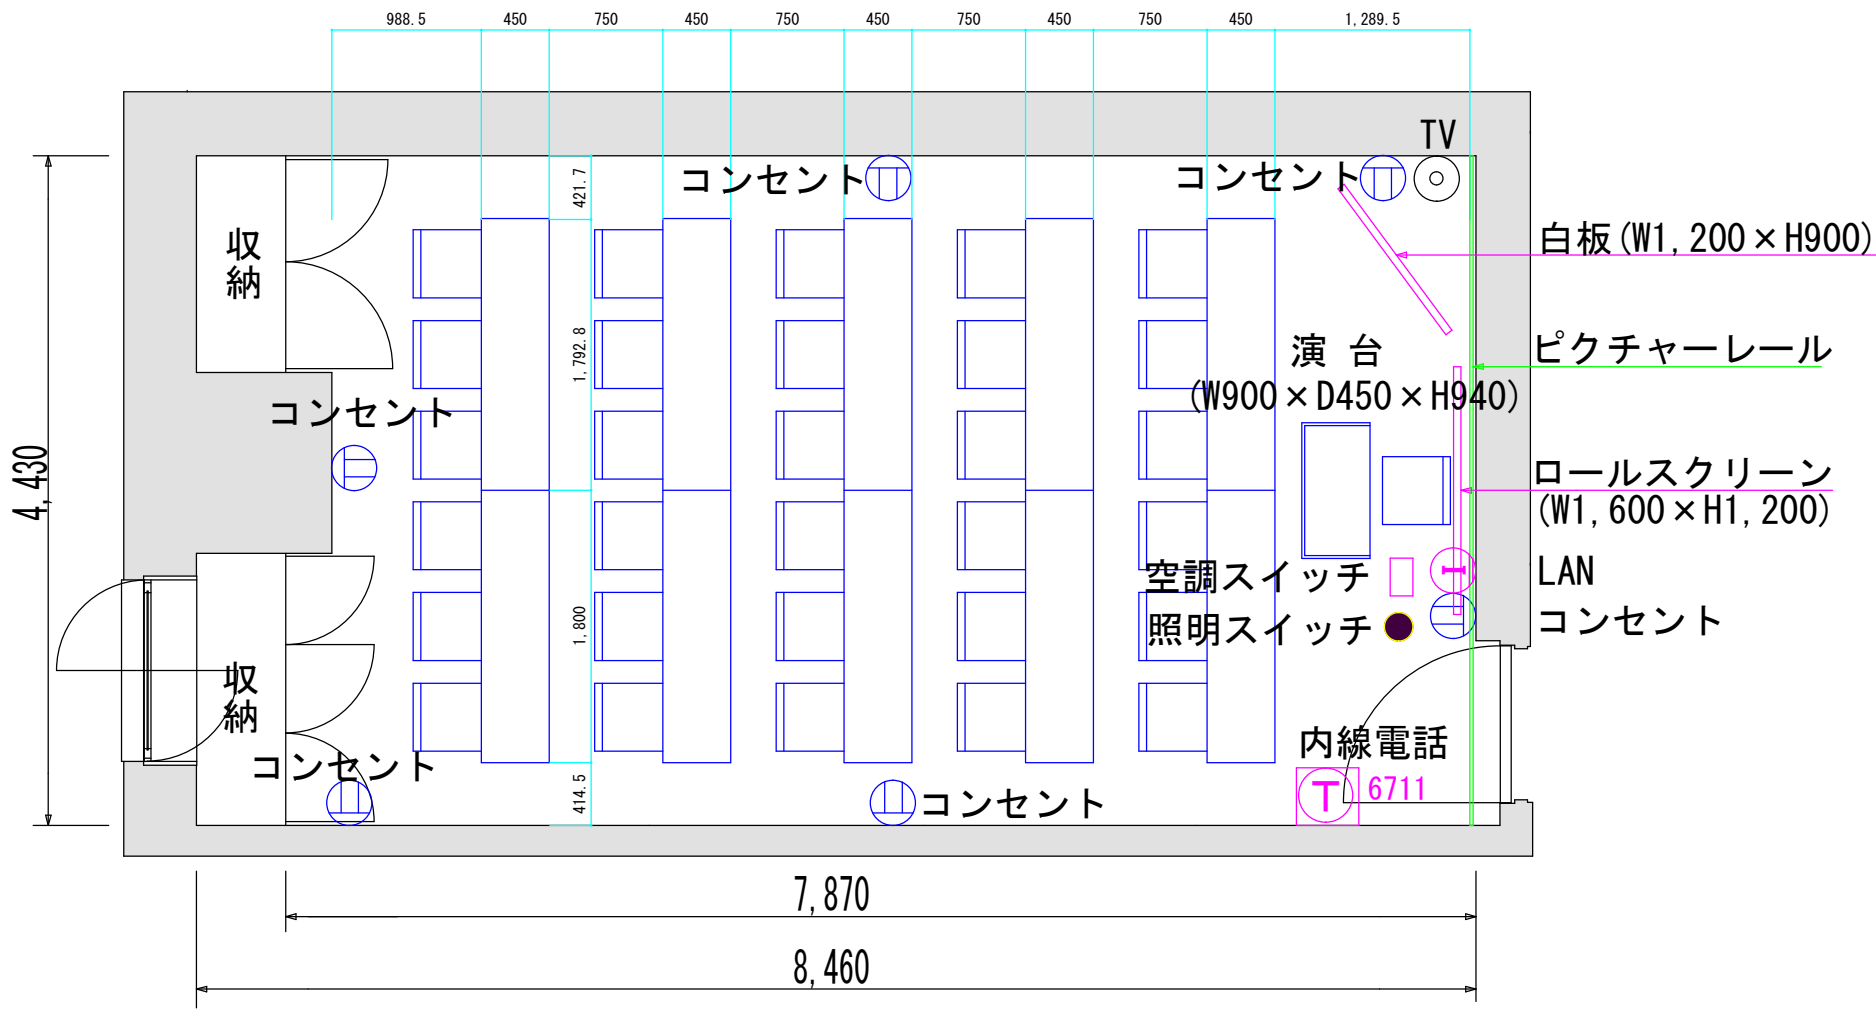 988.5 450 750 450 750 450 750 450 750 450 1,289.5
TV
コンセント
コンセント
421.7
白板(W1,200×H900)
収納
1,792.8
演 台
(W900×D450×H940)
ピクチャーレール
コンセント
4,430
ロールスクリーン
(W1,600×H1,200)
空調スイッチ
LAN
照明スイッチ
コンセント
1,800
収納
内線電話
T 6711
コンセント
414.5
コンセント
7,870
8,460